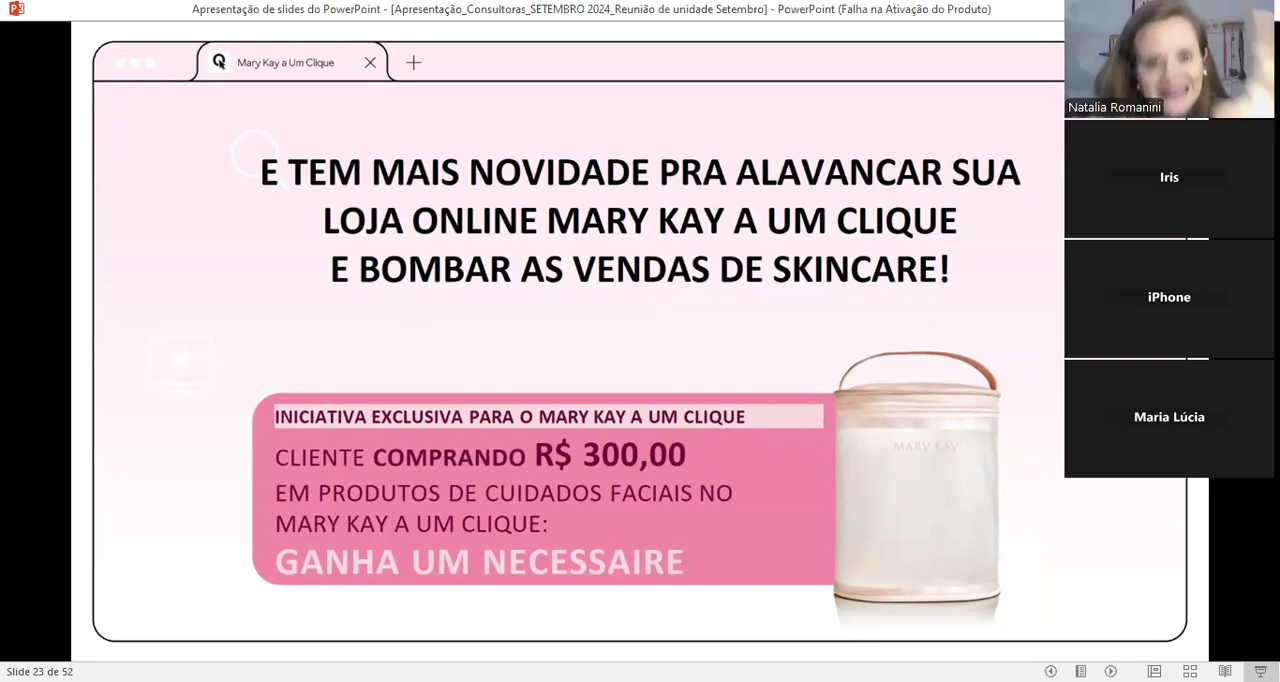 Apresentação de slides do PowerPoint - [Apresentação_Consultoras_SETEMBRO 2024_Reunião de unidade Setembro] - PowerPoint (Falha na Ativação do Produto)
Mary Kay a Um Clique
E TEM MAIS NOVIDADE PRA ALAVANCAR SUA
LOJA ONLINE MARY KAY A UM CLIQUE
E BOMBAR AS VENDAS DE SKINCARE!
INICIATIVA EXCLUSIVA PARA O MARY KAY A UM CLIQUE
CLIENTE COMPRANDO R$ 300,00
EM PRODUTOS DE CUIDADOS FACIAIS NO
MARY KAY A UM CLIQUE:
GANHA UM NECESSAIRE
MARY KAY
Natalia Romanini
Iris
iPhone
Maria Lúcia
Slide 23 de 52